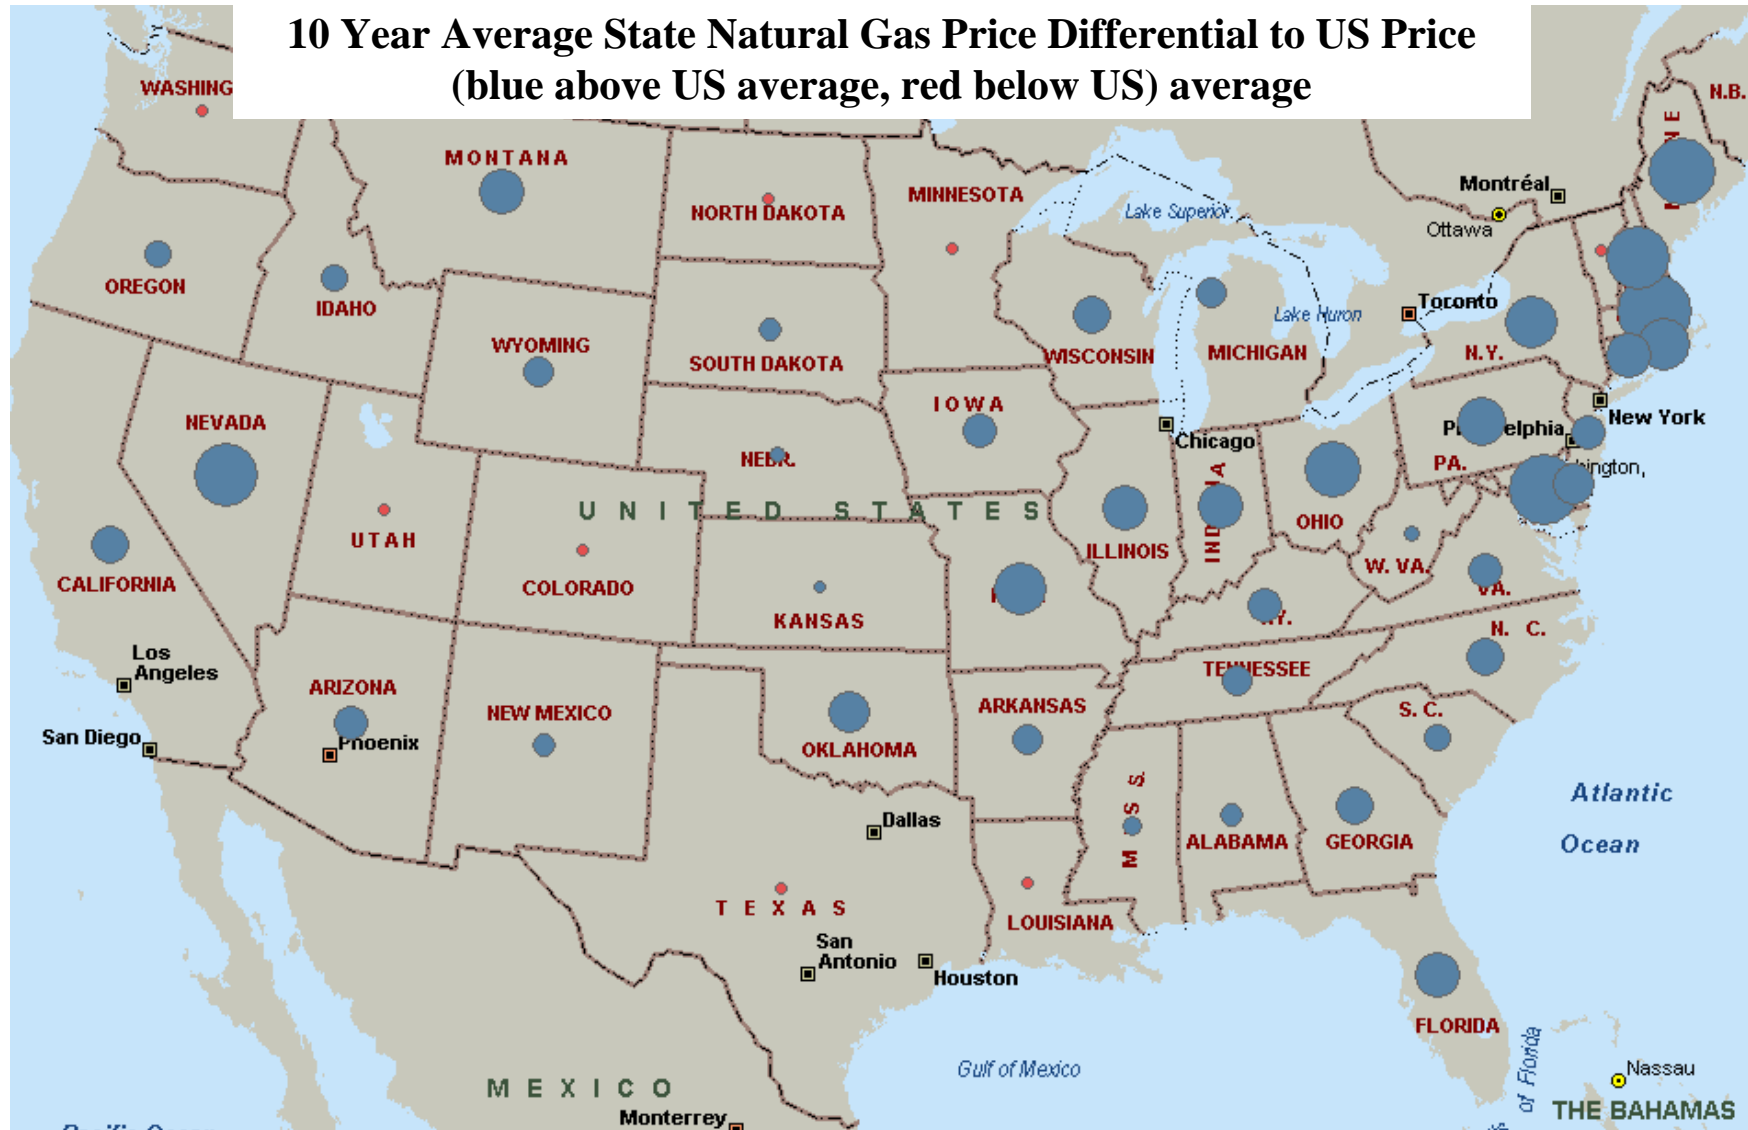 10 Year Average State Natural Gas Price Differential to US Price
(blue above US average, red below US) average
WASHING
N.B.
MONTANA
NORTH DAKOTA
MINNESOTA
Montréal
Ottawa
Lake Superior
OREGON
IDAHO
Toronto
Lake Huron
WYOMING
SOUTH DAKOTA
WISCONSIN
MICHIGAN
N.Y.
NEVADA
IOWA
New York
Chicago
elphia
NEBR.
PA.
ington,
UNITED STATES
UTAH
OHIO
ILLINOIS
W. VA.
CALIFORNIA
COLORADO
KANSAS
VA.
N. C.
Los
Angeles
TENNESSEE
ARIZONA
NEW MEXICO
ARKANSAS
S. C.
San Diego
Phoenix
OKLAHOMA
Atlantic
Ocean
Dallas
ALABAMA
GEORGIA
TEXAS
LOUISIANA
San
Antonio
Houston
FLORIDA
of Florida
Gulf of Mexico
Nassau
MEXICO
THE BAHAMAS
Monterrey